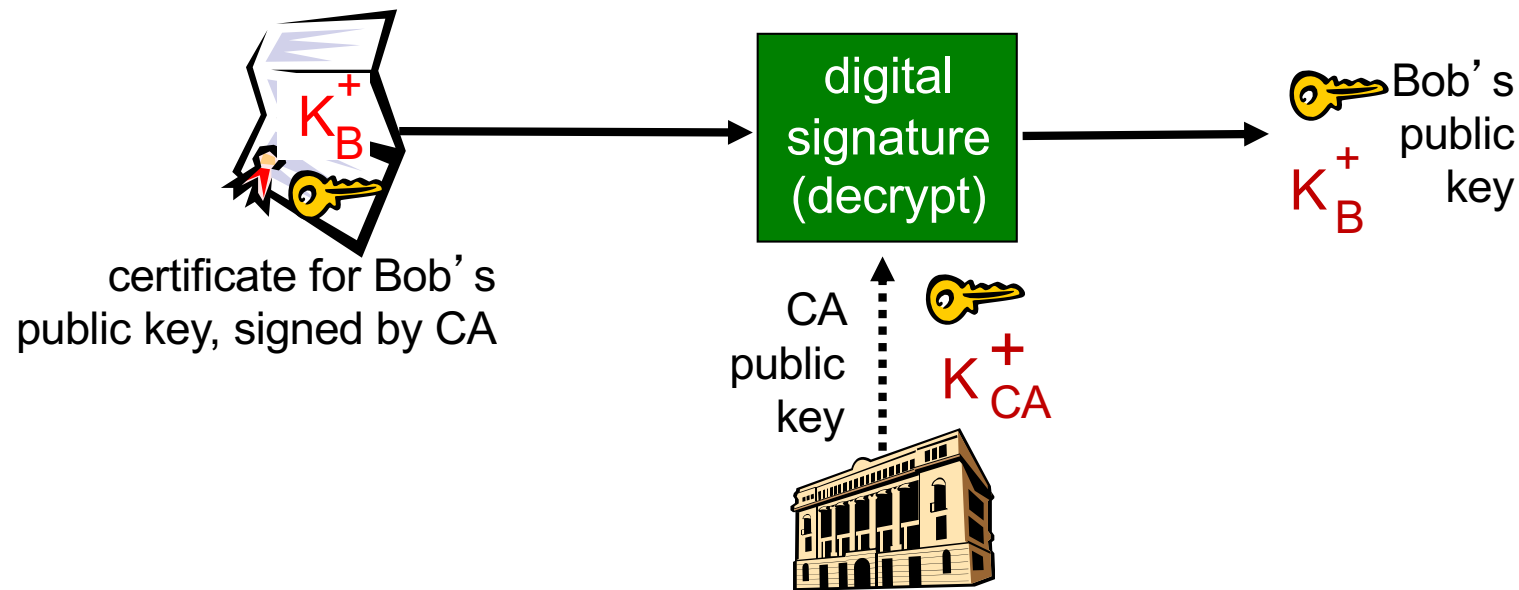 K + B
certificate for Bob’s
public key, signed by CA
digital
signature
(decrypt)
CA
public
key
K + CA
Bob’s
public
key
K + B